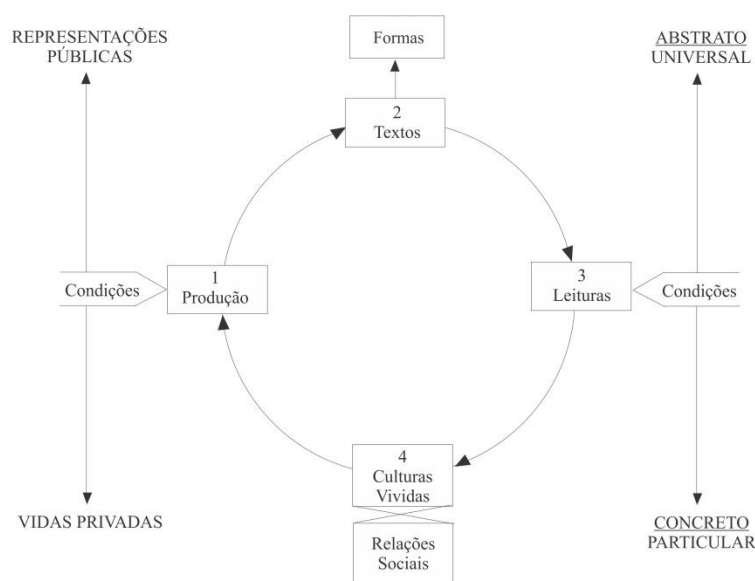 REPRESENTAÇÕES
PÚBLICAS
Formas
ABSTRATO
UNIVERSAL
2
Textos
Condições
1
Produção
3
Leituras
Condições
4
Culturas
Vividas
VIDAS PRIVADAS
Relações
Sociais
CONCRETO
PARTICULAR